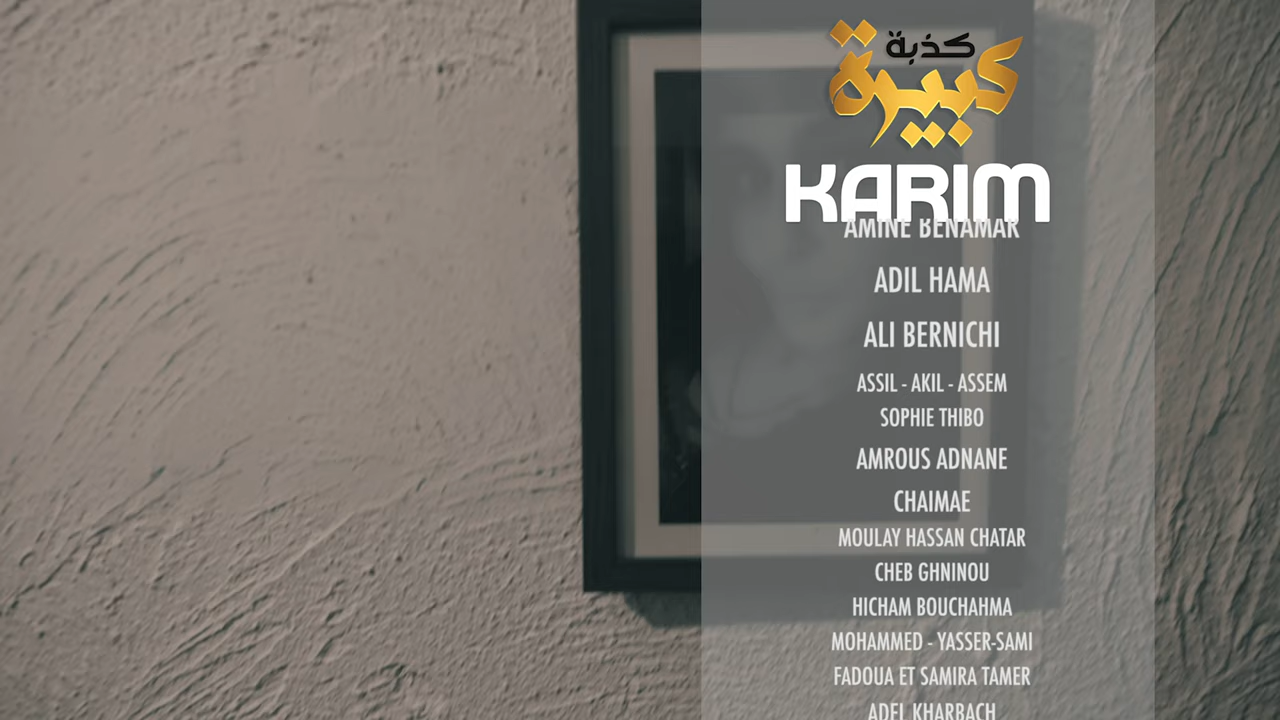 كذبة
كبيرة
KARIM
AMINE BENAMAR
ADIL HAMA
ALI BERNICHI
ASSIL - AKIL - ASSEM
SOPHIE THIBO
AMROUS ADNANE
CHAIMAE
MOULAY HASSAN CHATAR
CHEB GHNINOU
HICHAM BOUCHAHMA
MOHAMMED - YASSER-SAMI
FADOUA ET SAMIRA TAMER
ADEL KHARBACH